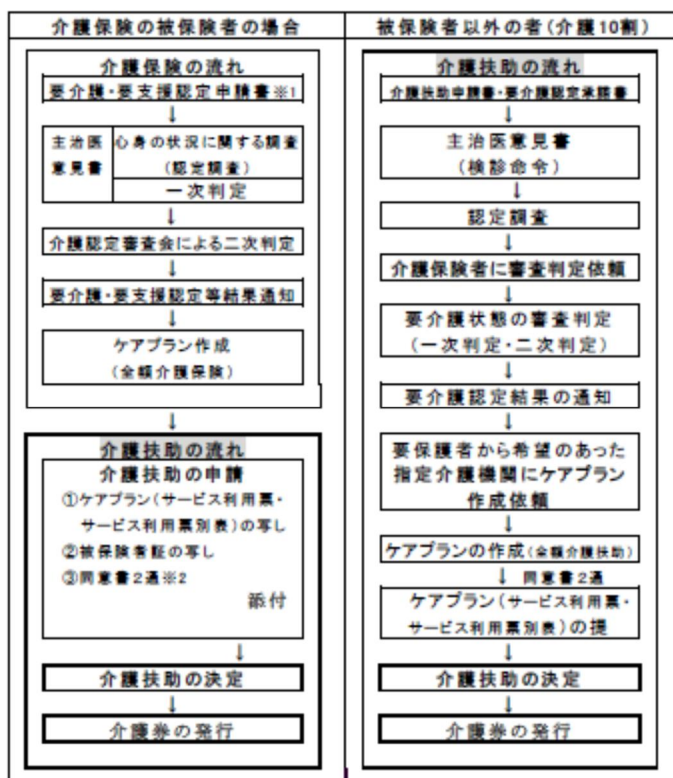 介護保険の被保険者の場合
介護保険の流れ
要介護・要支援認定申請書※1
↓
主治医
意見書
心身の状況に関する調査
(認定調査)
一次判定
↓
介護認定審査会による二次判定
↓
要介護・要支援認定等結果通知
↓
ケアプラン作成
(全額介護保険)
↓
介護扶助の流れ
介護扶助の申請
①ケアプラン(サービス利用票・
サービス利用票別表)の写し
②被保険者証の写し
③同意書2通※2
添付
↓
介護扶助の決定
↓
介護券の発行
被保険者以外の者(介護10割)
介護扶助の流れ
介護扶助申請書・要介護認定承諾書
↓
主治医意見書
(検診命令)
↓
認定調査
↓
介護保険者に審査判定依頼
↓
要介護状態の審査判定
(一次判定・二次判定)
↓
要介護認定結果の通知
↓
要保護者から希望のあった
指定介護機関にケアプラン
作成依頼
↓
ケアプランの作成(全額介護扶助)
↓ 同意書2通
ケアプラン(サービス利用票・
サービス利用票別表)の提
↓
介護扶助の決定
↓
介護券の発行